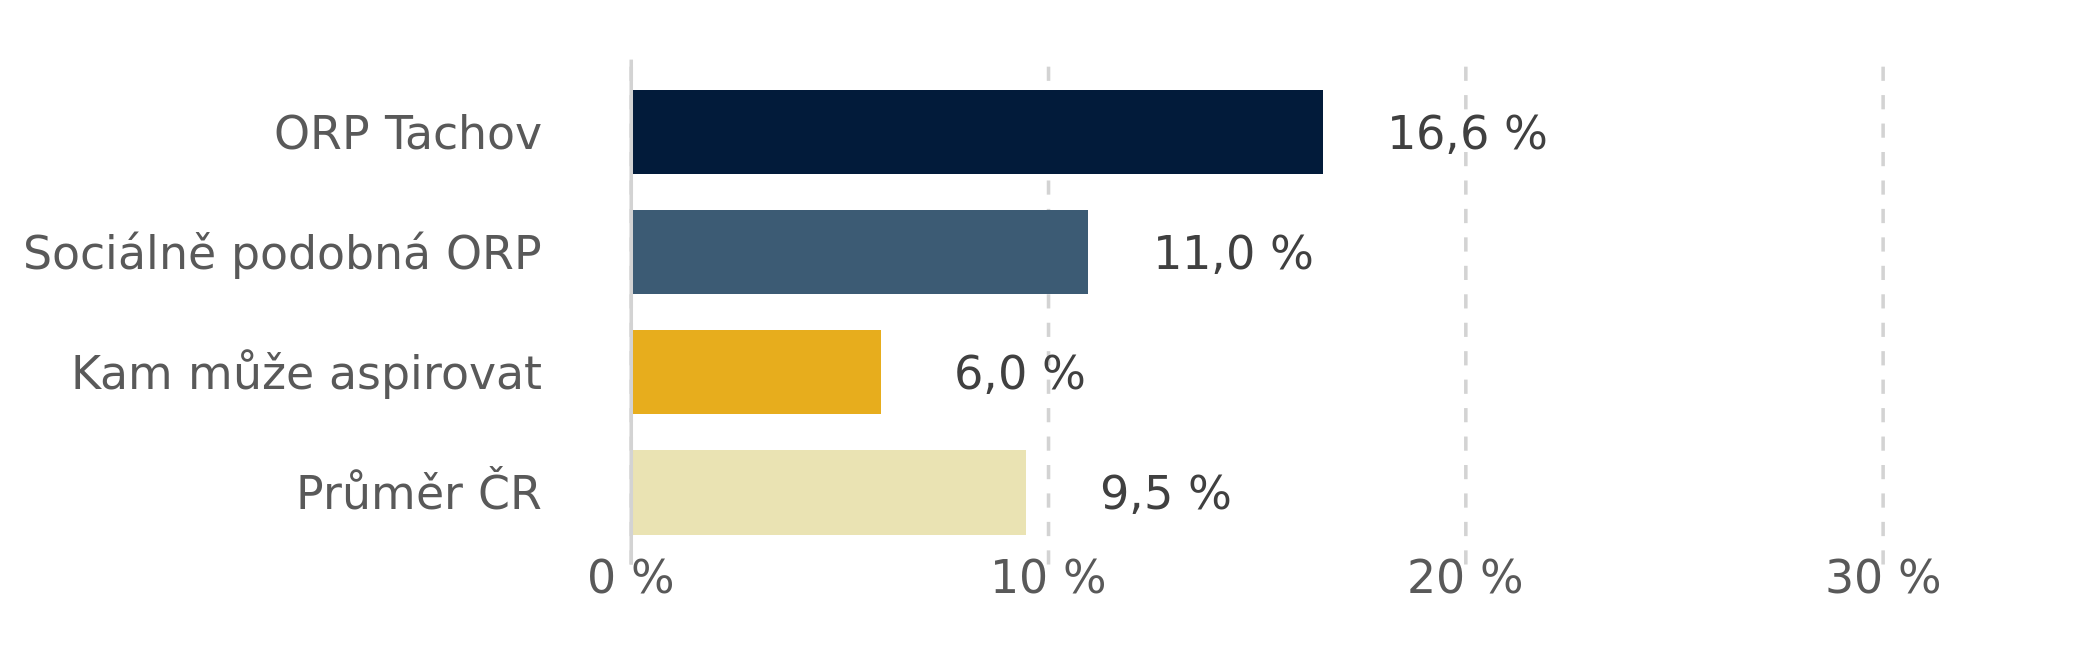 ORP Tachov 16,6 %
Sociálně podobná ORP 11,0 %
Kam může aspirovat 6,0 %
Průměr ČR 9,5 %
0 % 10 % 20 % 30 %